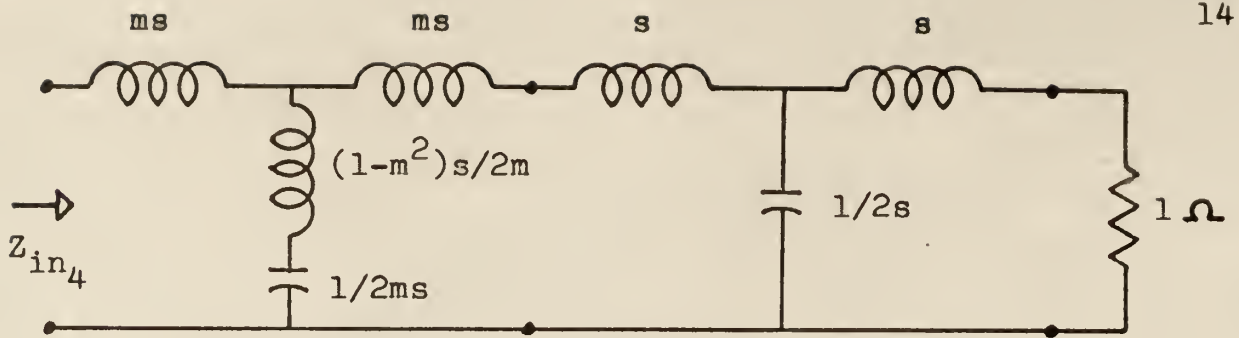 14
ms ms s s
(1-m²)s/2m
1/2s
1 Ω
Z_in₄
1/2ms